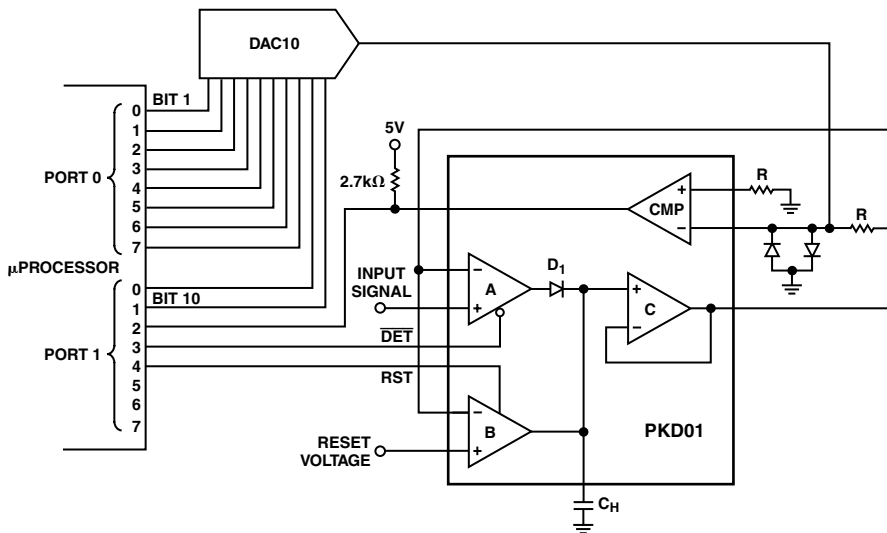 DAC10
BIT 1
PORT 0
0
1
2
3
4
5
6
7
µPROCESSOR
PORT 1
0
1
2
3
4
5
6
7
BIT 10
5V
2.7kΩ
INPUT
SIGNAL
DET
RST
RESET
VOLTAGE
+
CMP
–
R
R
–
A
+
D1
+
C
–
–
B
+
PKD01
CH